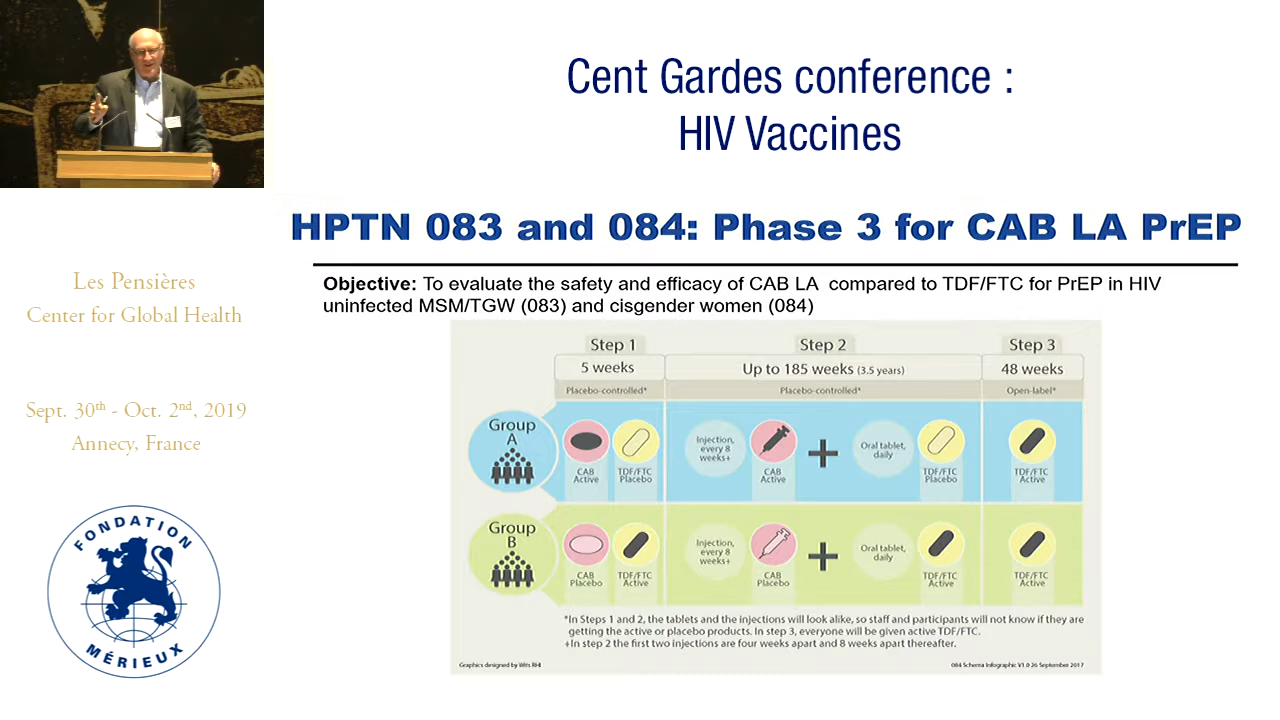 Cent Gardes conference :
HIV Vaccines
HPTN 083 and 084: Phase 3 for CAB LA PrEP
Les Pensières
Center for Global Health
Sept. 30th - Oct. 2nd, 2019
Annecy, France
FONDATION
MÉRIEUX
Objective: To evaluate the safety and efficacy of CAB LA compared to TDF/FTC for PrEP in HIV
uninfected MSM/TGW (083) and cisgender women (084)
Step 1
Step 2
Step 3
5 weeks
Up to 185 weeks (3.5 years)
48 weeks
Placebo-controlled*
Placebo-controlled*
Open-label*
Group
A
CAB
Active
TDF/FTC
Placebo
Injection,
every 8
weeks+
CAB
Active
+
Oral tablet,
daily
TDF/FTC
Placebo
TDF/FTC
Active
Group
B
CAB
Placebo
TDF/FTC
Active
Injection,
every 8
weeks+
CAB
Placebo
+
Oral tablet,
daily
TDF/FTC
Active
TDF/FTC
Active
*In Steps 1 and 2, the tablets and the injections will look alike, so staff and participants will not know if they are
getting the active or placebo products. In step 3, everyone will be given active TDF/FTC.
+In step 2 the first two injections are four weeks apart and 8 weeks apart thereafter.
Graphics designed by Wits RHI
084 Schema Infographic V1.0 26 September 2017